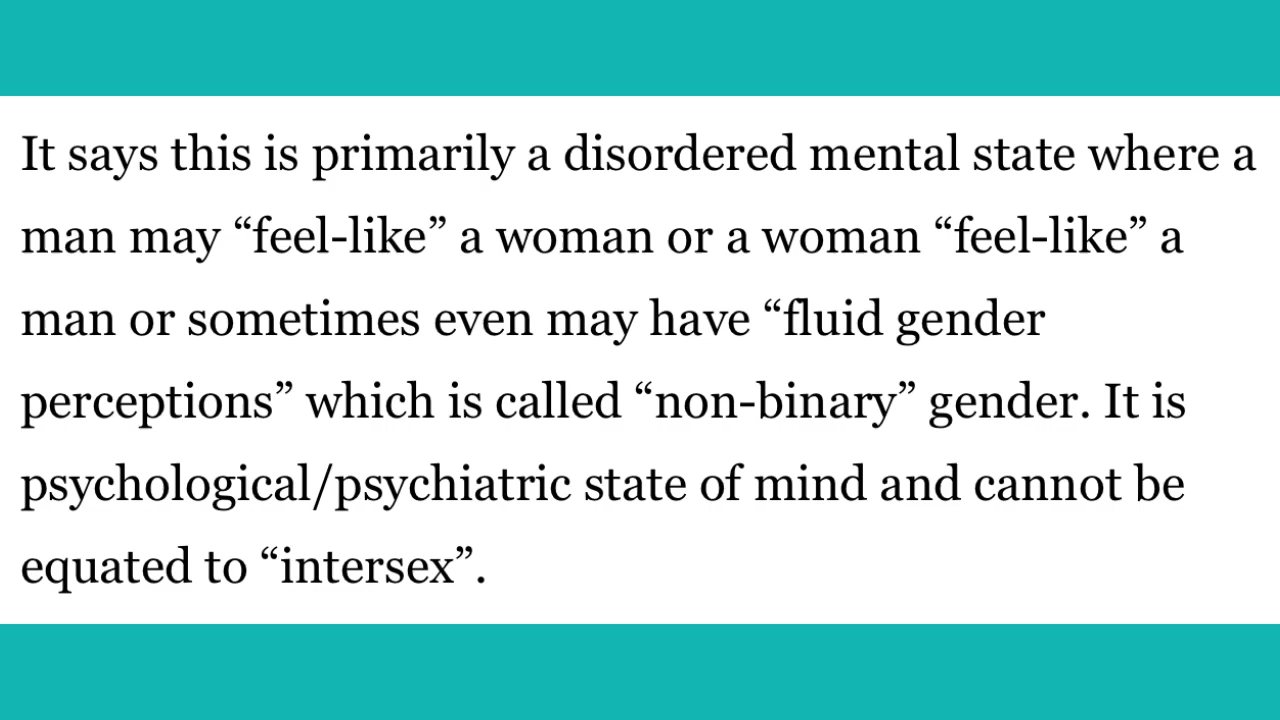 It says this is primarily a disordered mental state where a
man may “feel-like” a woman or a woman “feel-like” a
man or sometimes even may have “fluid gender
perceptions” which is called “non-binary” gender. It is
psychological/psychiatric state of mind and cannot be
equated to “intersex”.